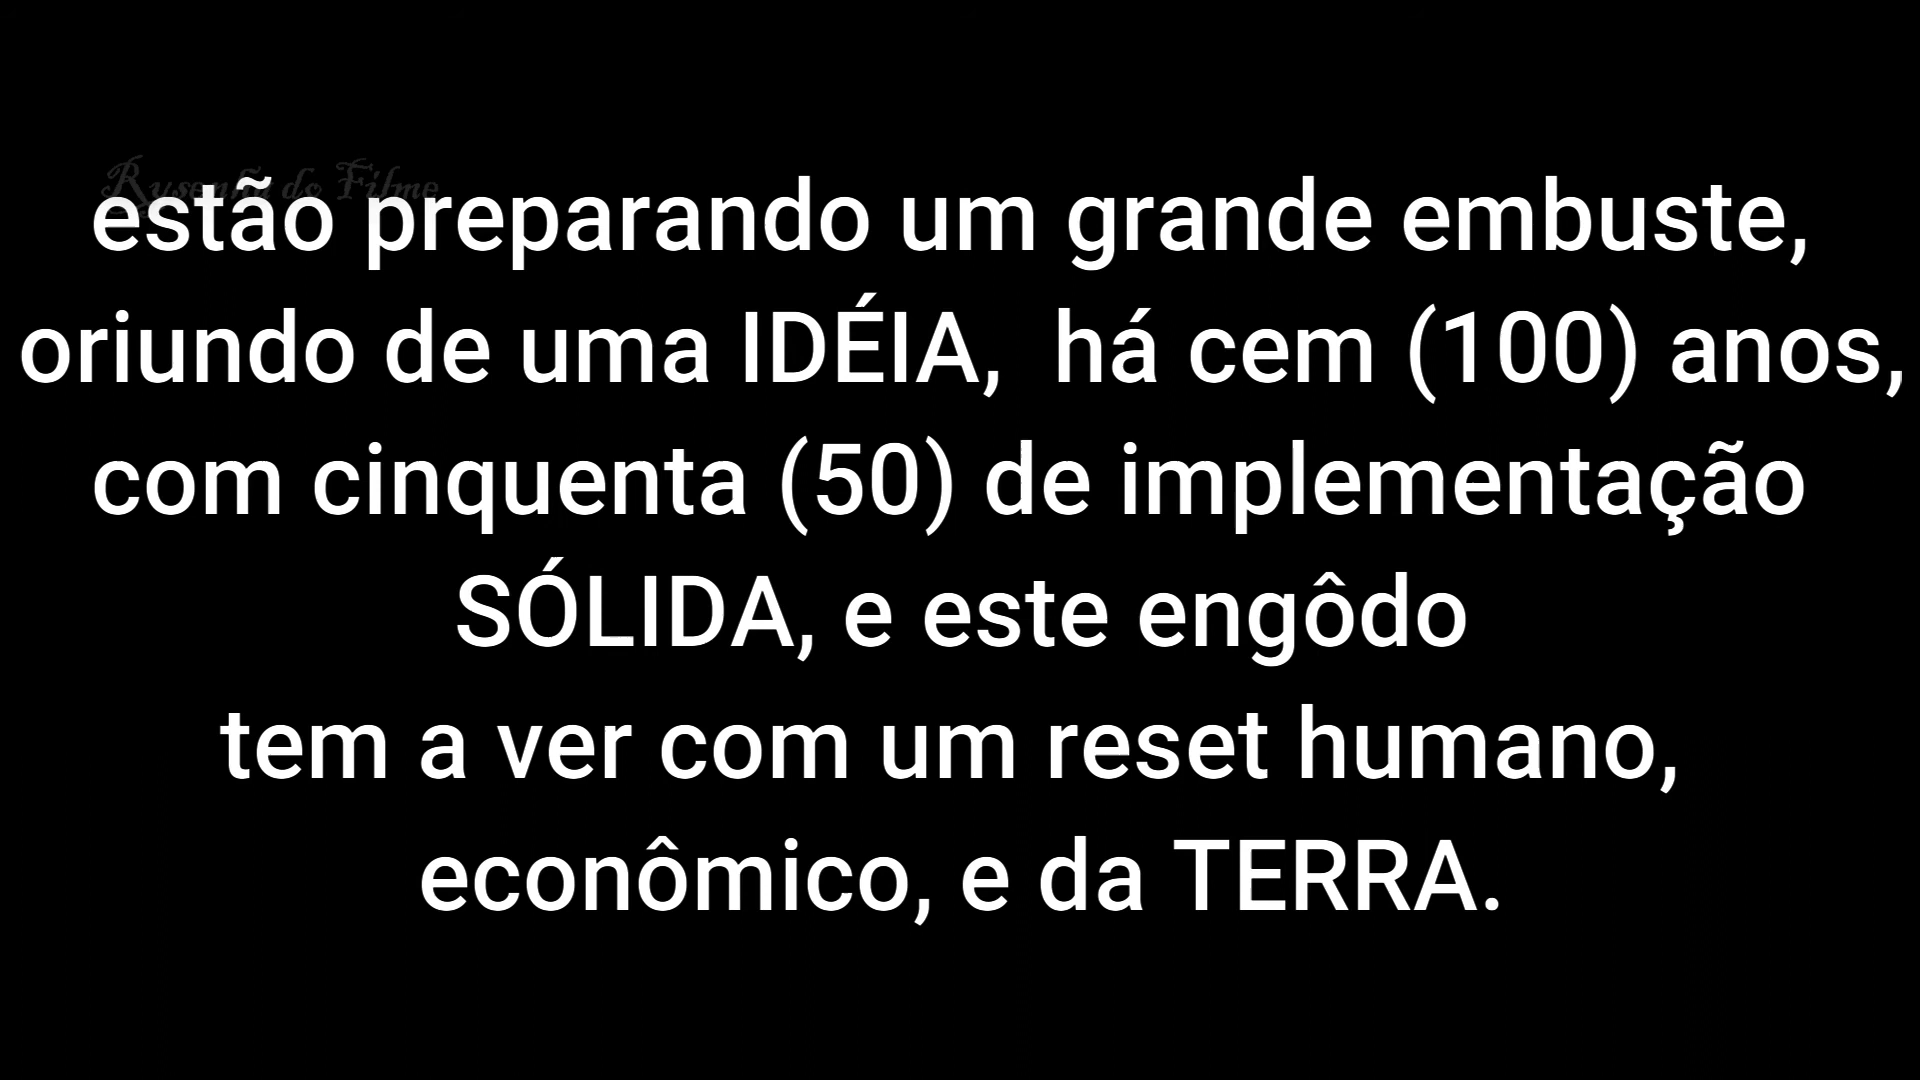 estão preparando um grande embuste,
oriundo de uma IDÉIA, há cem (100) anos,
com cinquenta (50) de implementação
SÓLIDA, e este engôdo
tem a ver com um reset humano,
econômico, e da TERRA.